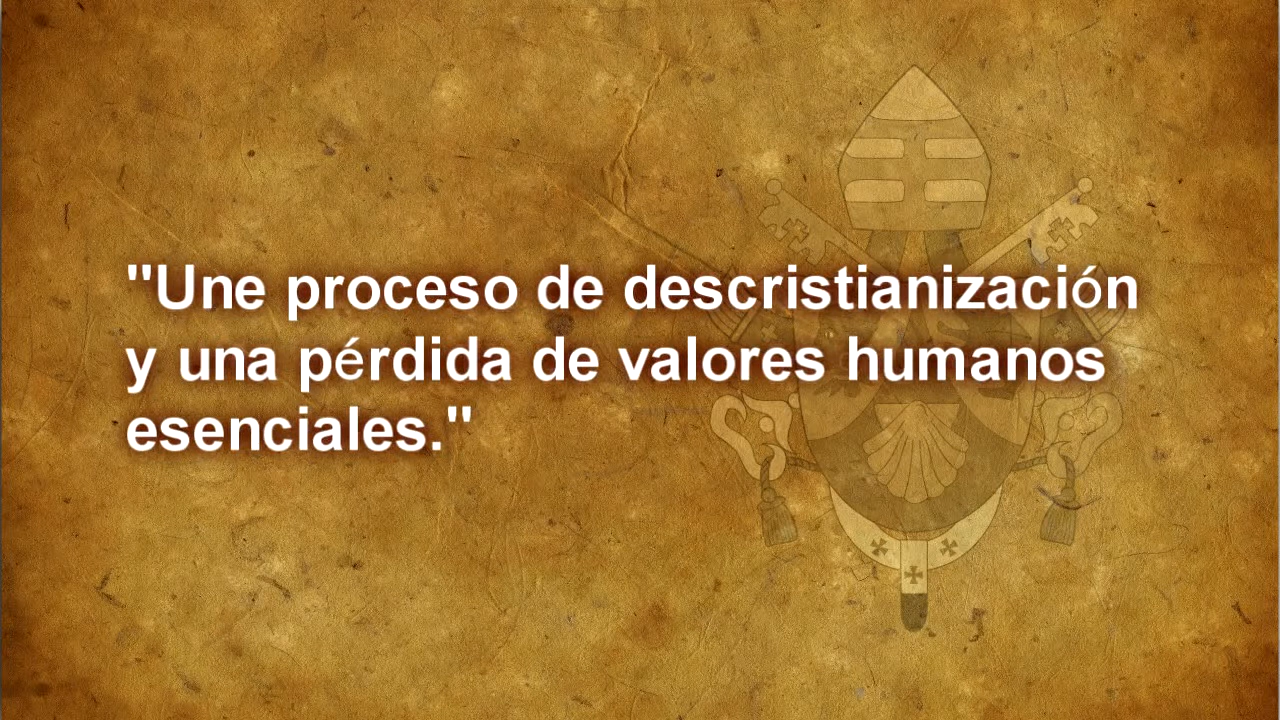 "Une proceso de descristianización
y una pérdida de valores humanos
esenciales."